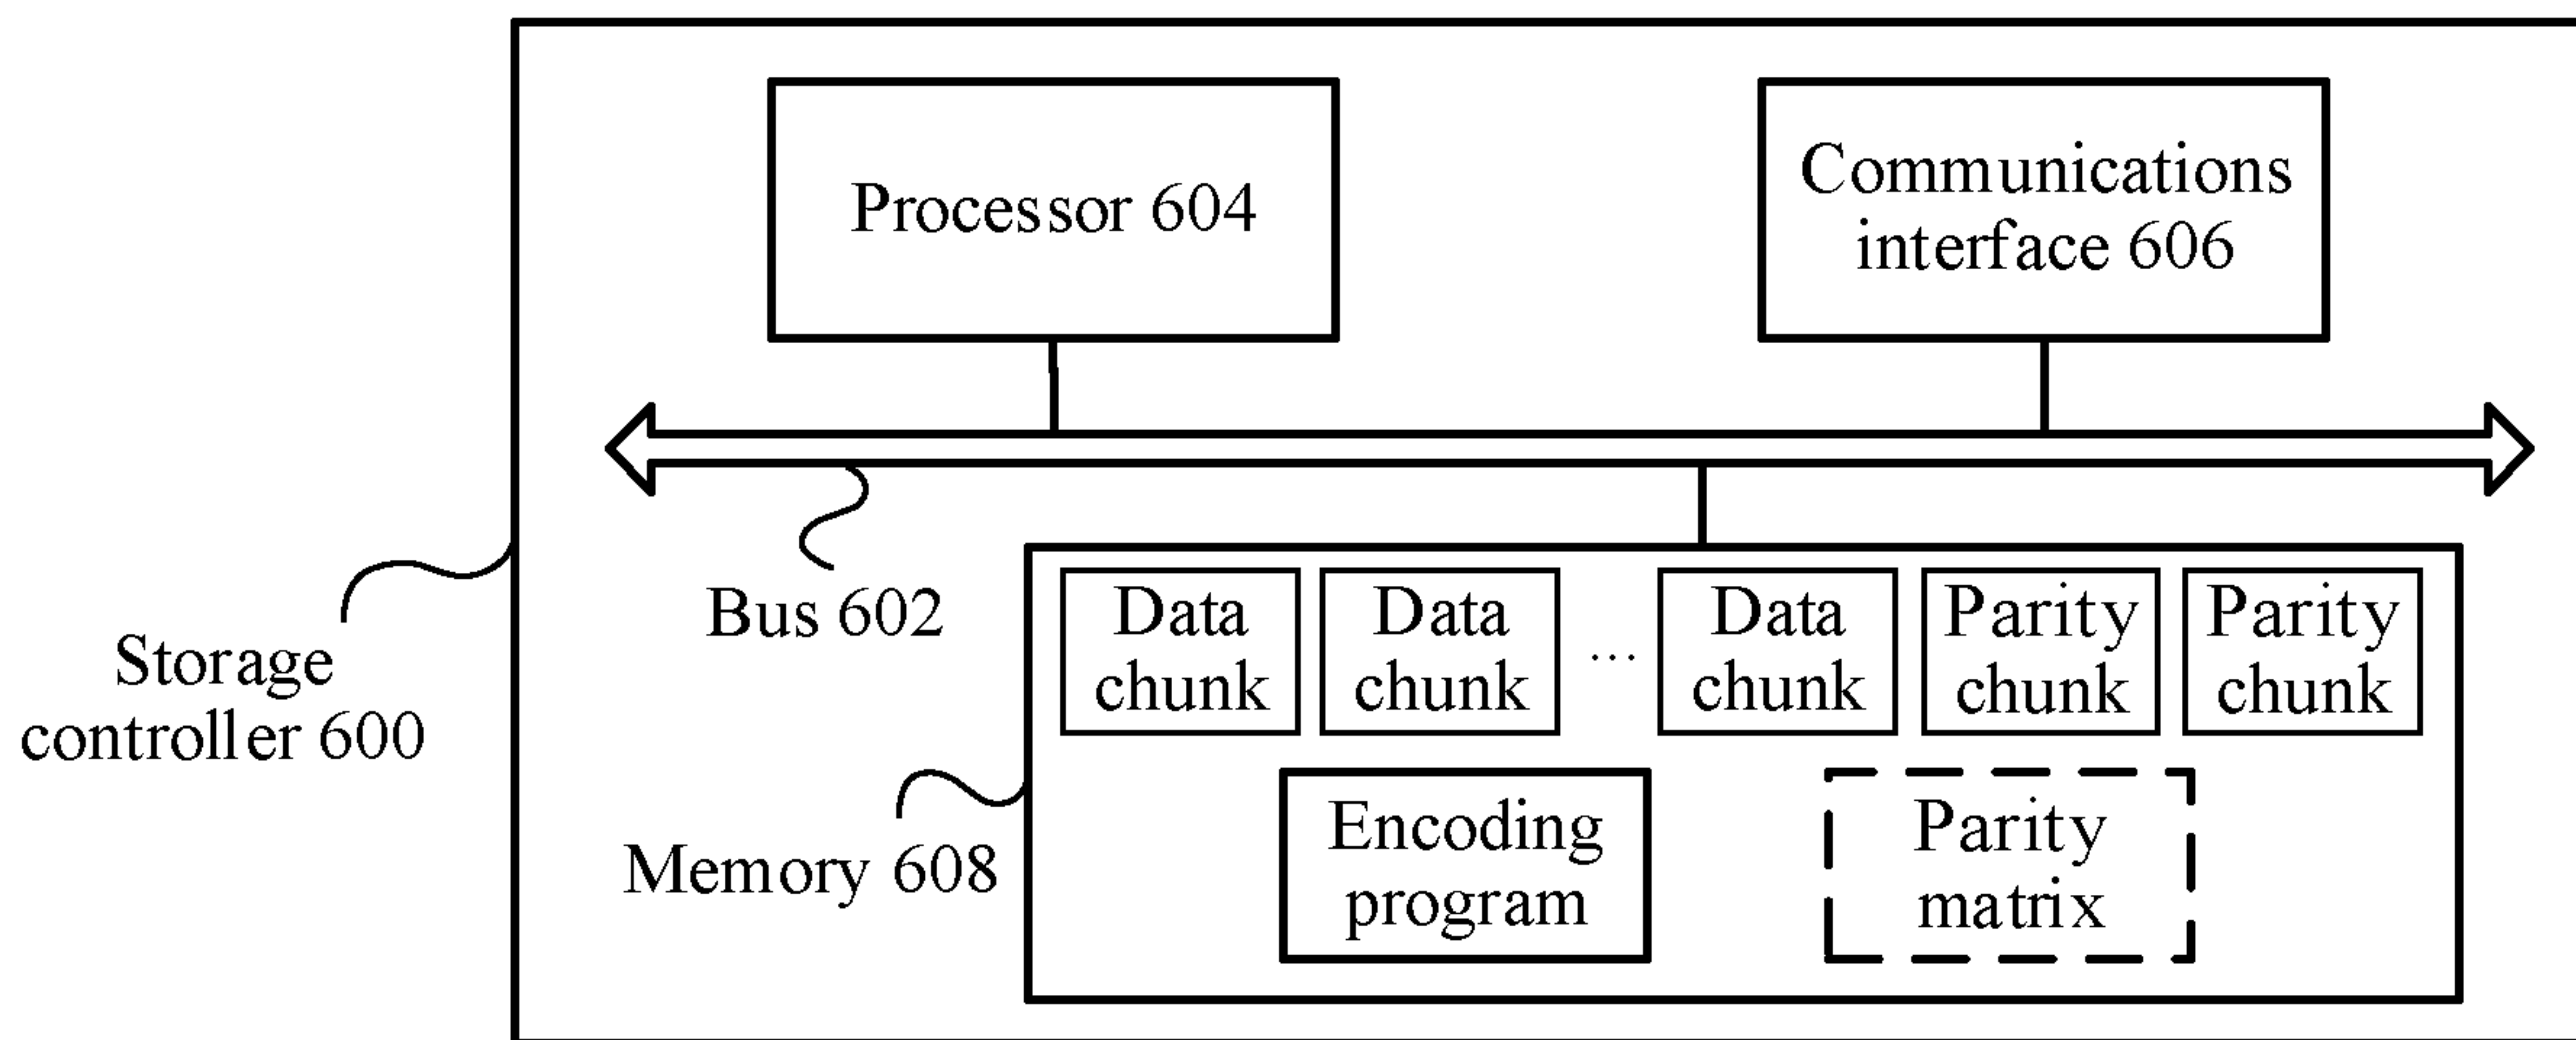 Processor 604
Communications
interface 606
Bus 602
Storage
controller 600
Data
chunk
Data
chunk
...
Data
chunk
Parity
chunk
Parity
chunk
Memory 608
Encoding
program
Parity
matrix